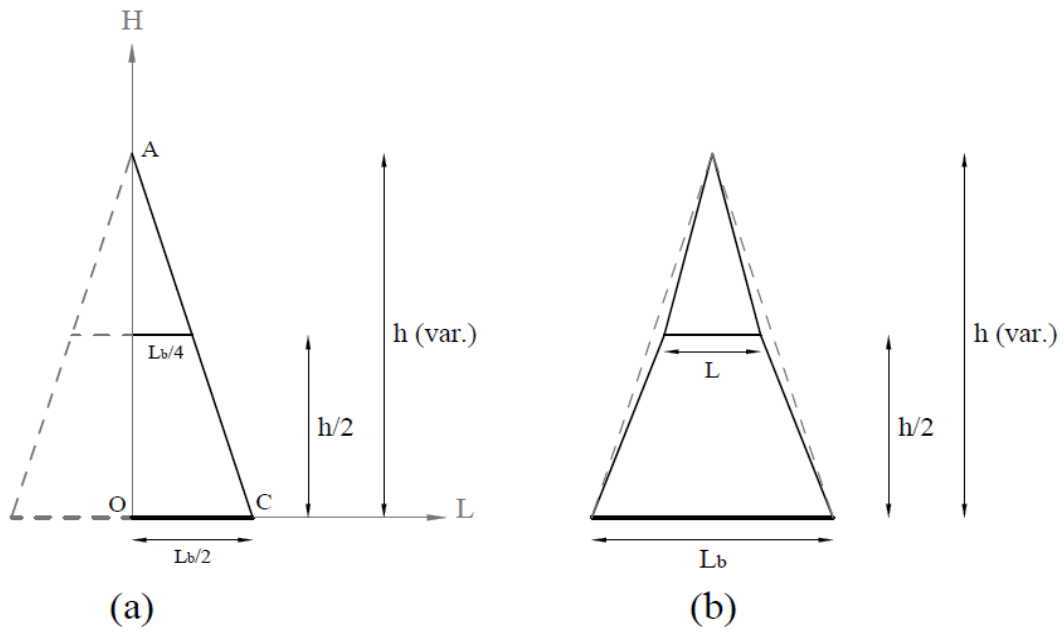 H
A
Lb/4
h/2
h (var.)
O
C
L
Lb/2
(a)
L
h/2
h (var.)
Lb
(b)